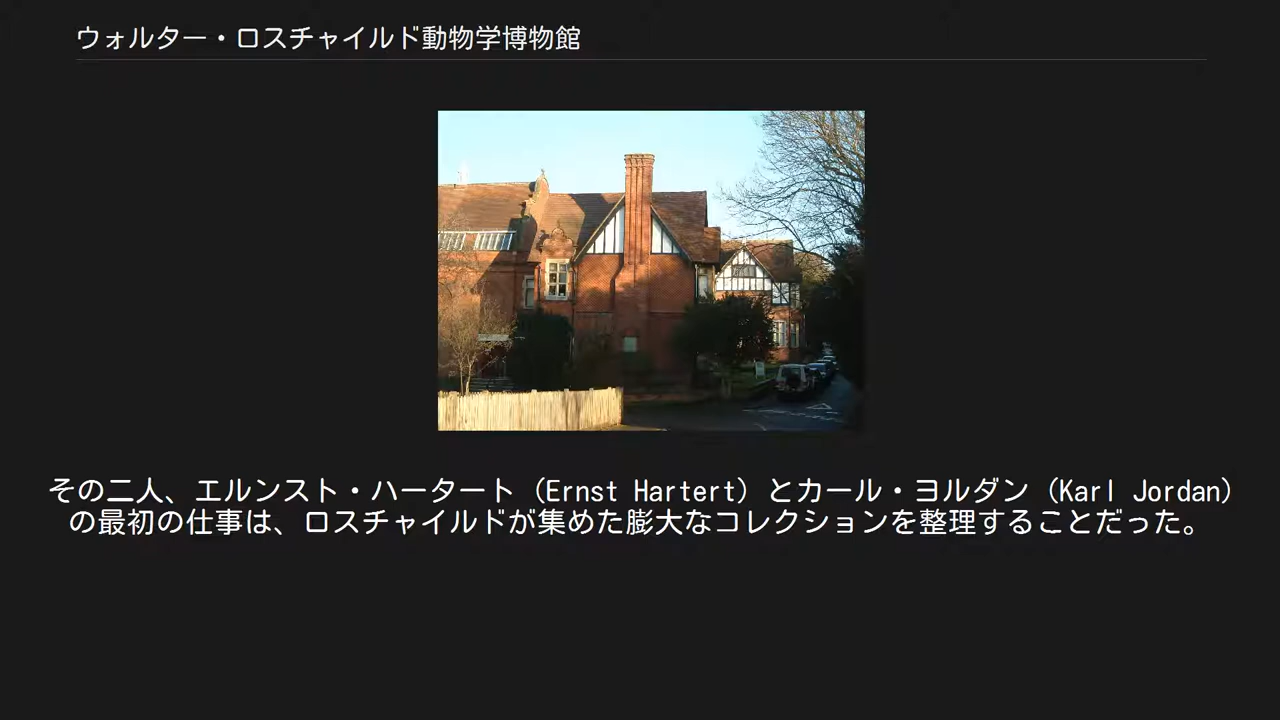 ウォルター・ロスチャイルド動物学博物館
その二人、エルンスト・ハータート（Ernst Hartert）とカール・ヨルダン（Karl Jordan）
の最初の仕事は、ロスチャイルドが集めた膨大なコレクションを整理することだった。